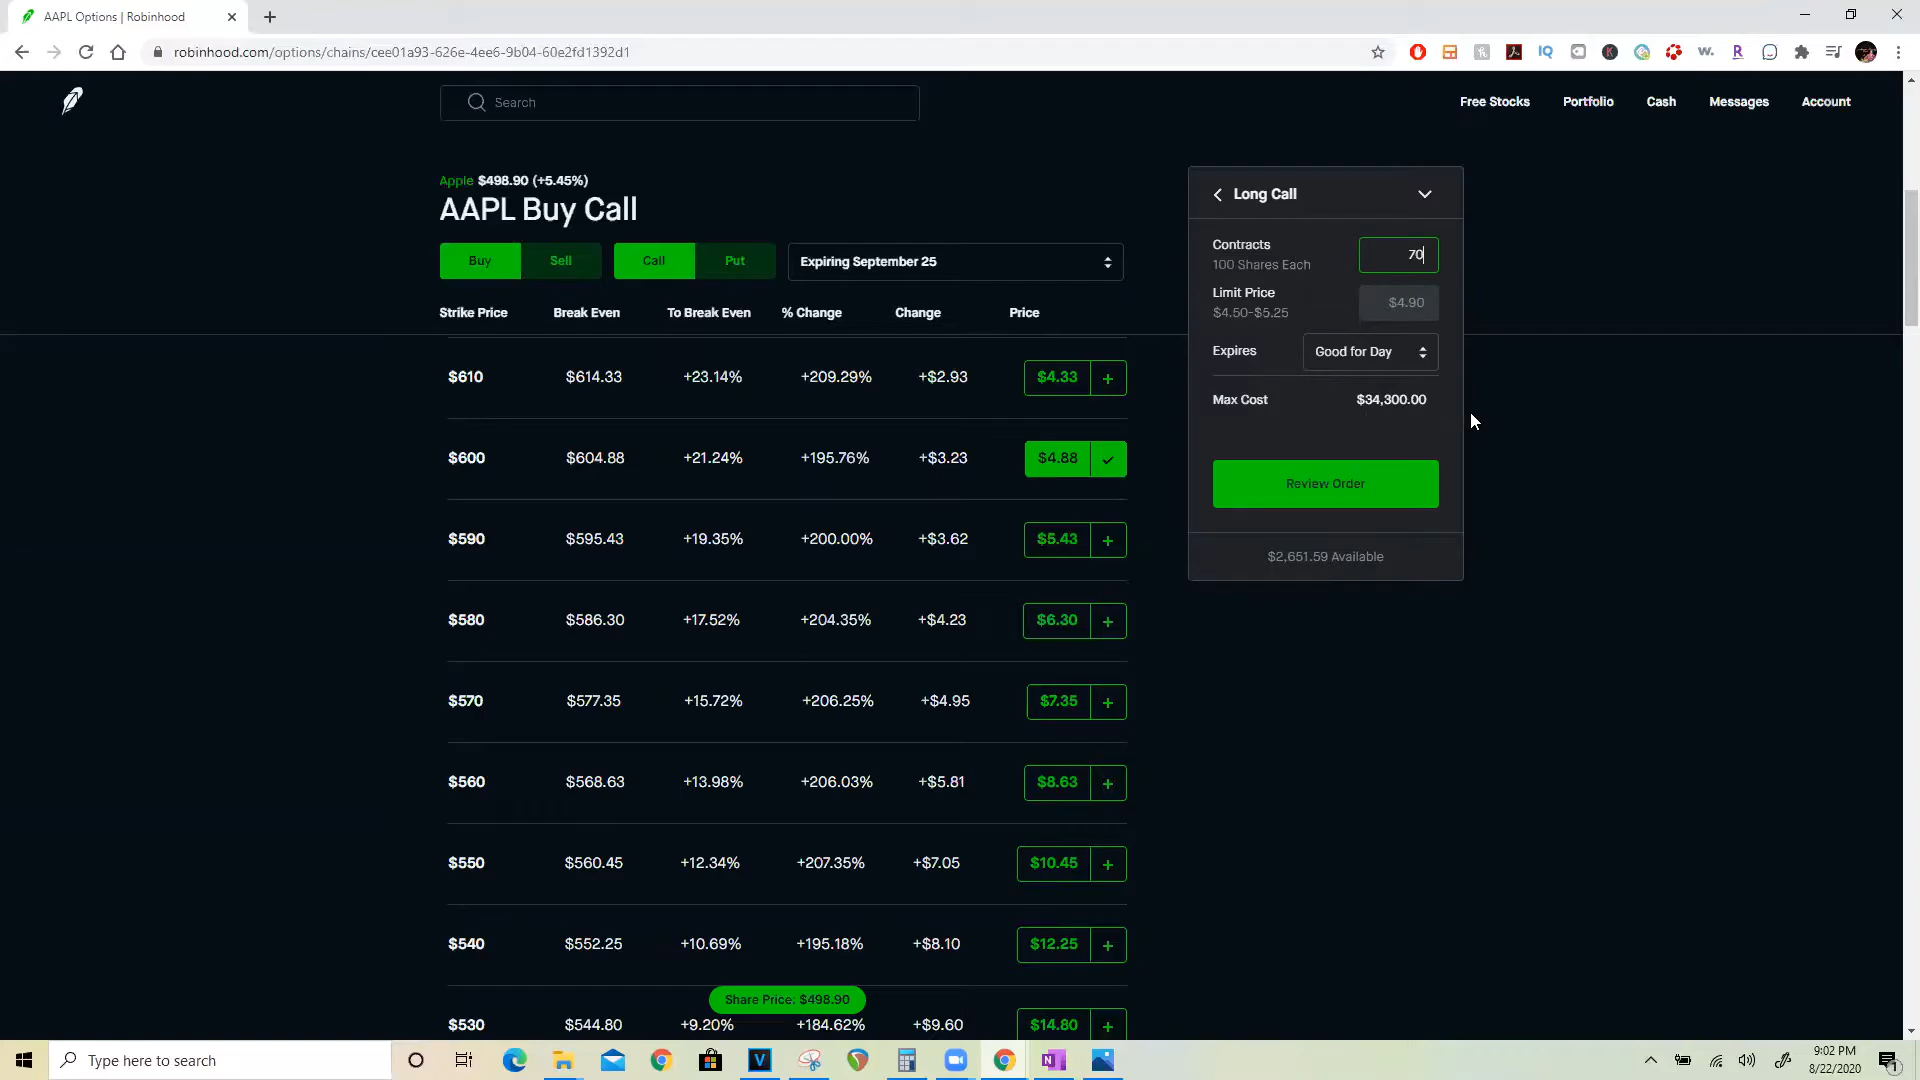 AAPL Options | Robinhood
robinhood.com/options/chains/cee01a93-626e-4ee6-9b04-60e2fd1392d1
Search
Free Stocks Portfolio Cash Messages Account
Apple $498.90 (+5.45%)
AAPL Buy Call
Buy Sell Call Put Expiring September 25
Strike Price Break Even To Break Even % Change Change Price
$610 $614.33 +23.14% +209.29% +$2.93 $4.33 +
$600 $604.88 +21.24% +195.76% +$3.23 $4.88
$590 $595.43 +19.35% +200.00% +$3.62 $5.43 +
$580 $586.30 +17.52% +204.35% +$4.23 $6.30 +
$570 $577.35 +15.72% +206.25% +$4.95 $7.35 +
$560 $568.63 +13.98% +206.03% +$5.81 $8.63 +
$550 $560.45 +12.34% +207.35% +$7.05 $10.45 +
$540 $552.25 +10.69% +195.18% +$8.10 $12.25 +
Share Price: $498.90
$530 $544.80 +9.20% +184.62% +$9.60 $14.80 +
Long Call
Contracts 70
100 Shares Each
Limit Price $4.90
$4.50-$5.25
Expires Good for Day
Max Cost $34,300.00
Review Order
$2,651.59 Available
Type here to search
9:02 PM
8/22/2020